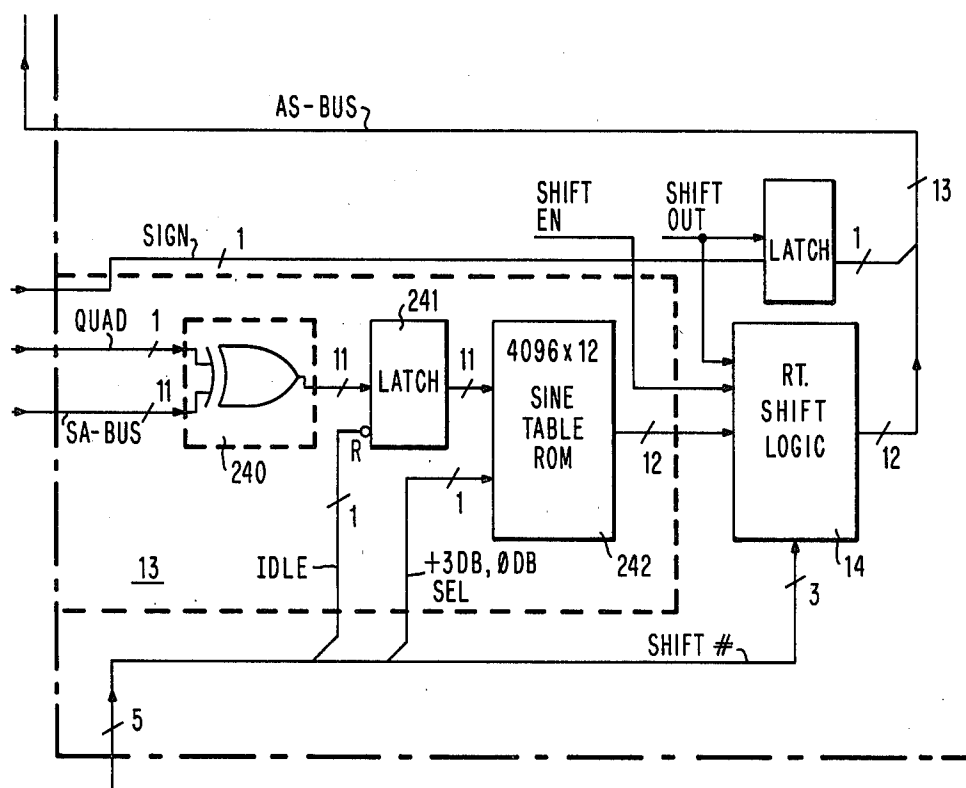 AS-BUS
13
SHIFT
EN
SHIFT
OUT
SIGN
1
LATCH
1
QUAD
1
241
11
LATCH
11
4096 x 12
SINE
TABLE
ROM
RT.
SHIFT
LOGIC
11
SA-BUS
240
R
1
1
12
12
IDLE
+3DB, ØDB
SEL
242
14
13
3
SHIFT #
5